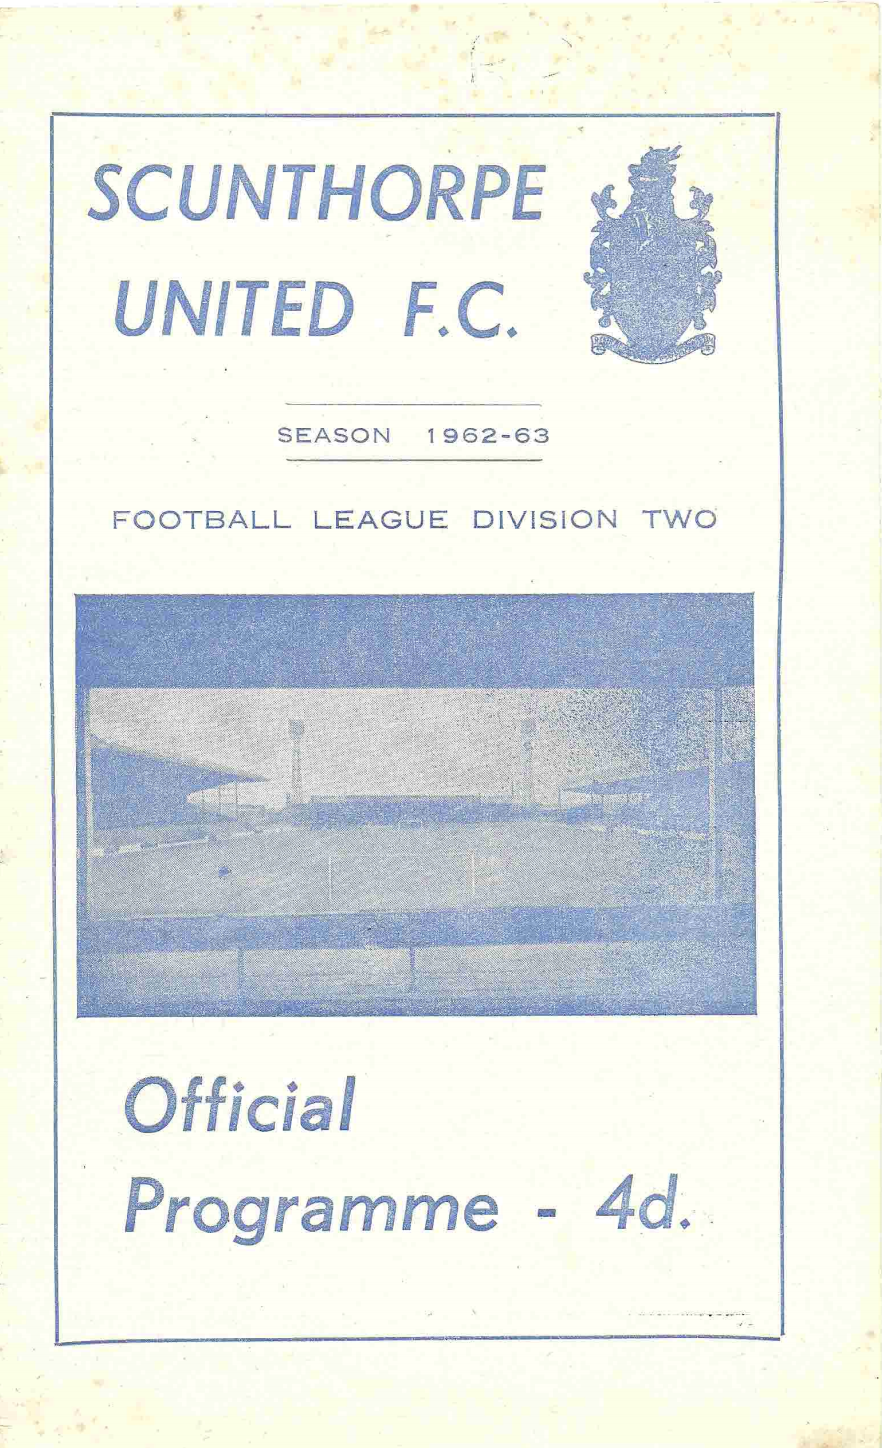 SCUNTHORPE
UNITED F.C.
SEASON 1962-63
FOOTBALL LEAGUE DIVISION TWO
Official
Programme - 4d.